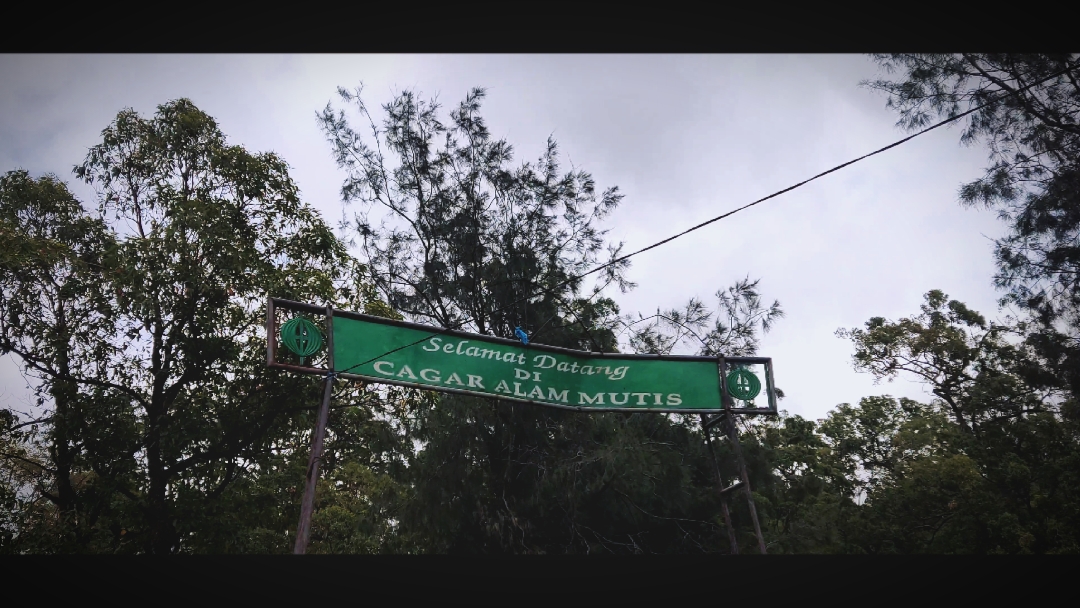 Selamat Datang
DI
CAGAR ALAM MUTIS